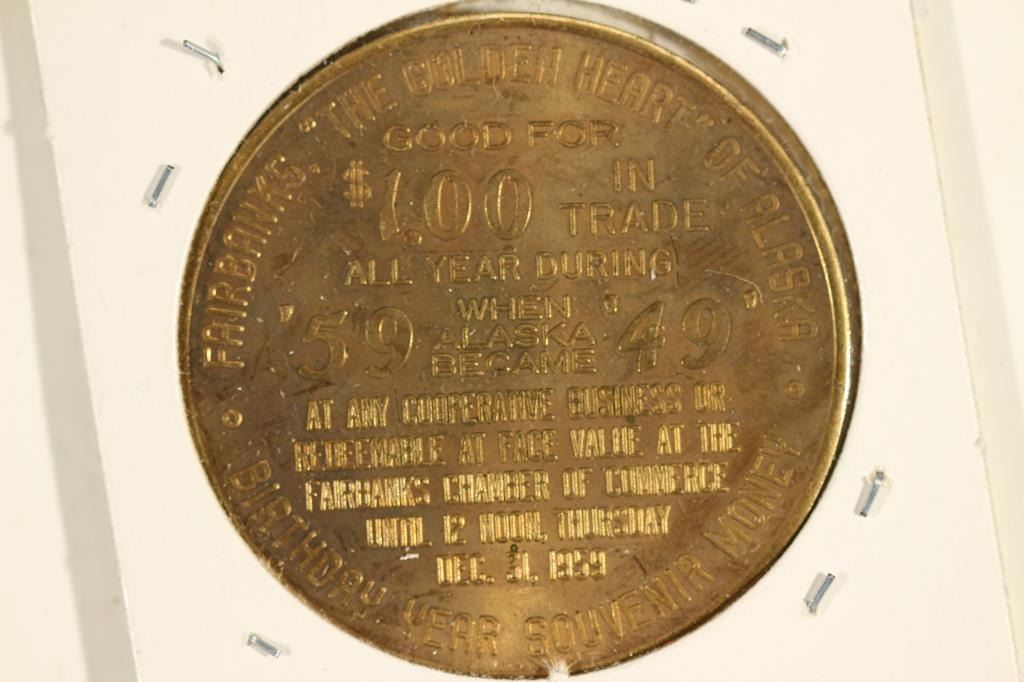 FAIRBANKS, "THE GOLDEN HEART" OF ALASKA
GOOD FOR
$1.00 IN TRADE
ALL YEAR DURING
'59 WHEN ALASKA BECAME '49'
AT ANY COOPERATIVE BUSINESS OR
REDEEMABLE AT FACE VALUE AT THE
FAIRBANKS CHAMBER OF COMMERCE
UNTIL 12 NOON, THURSDAY
DEC. 31, 1959
BIRTHDAY YEAR SOUVENIR MONEY